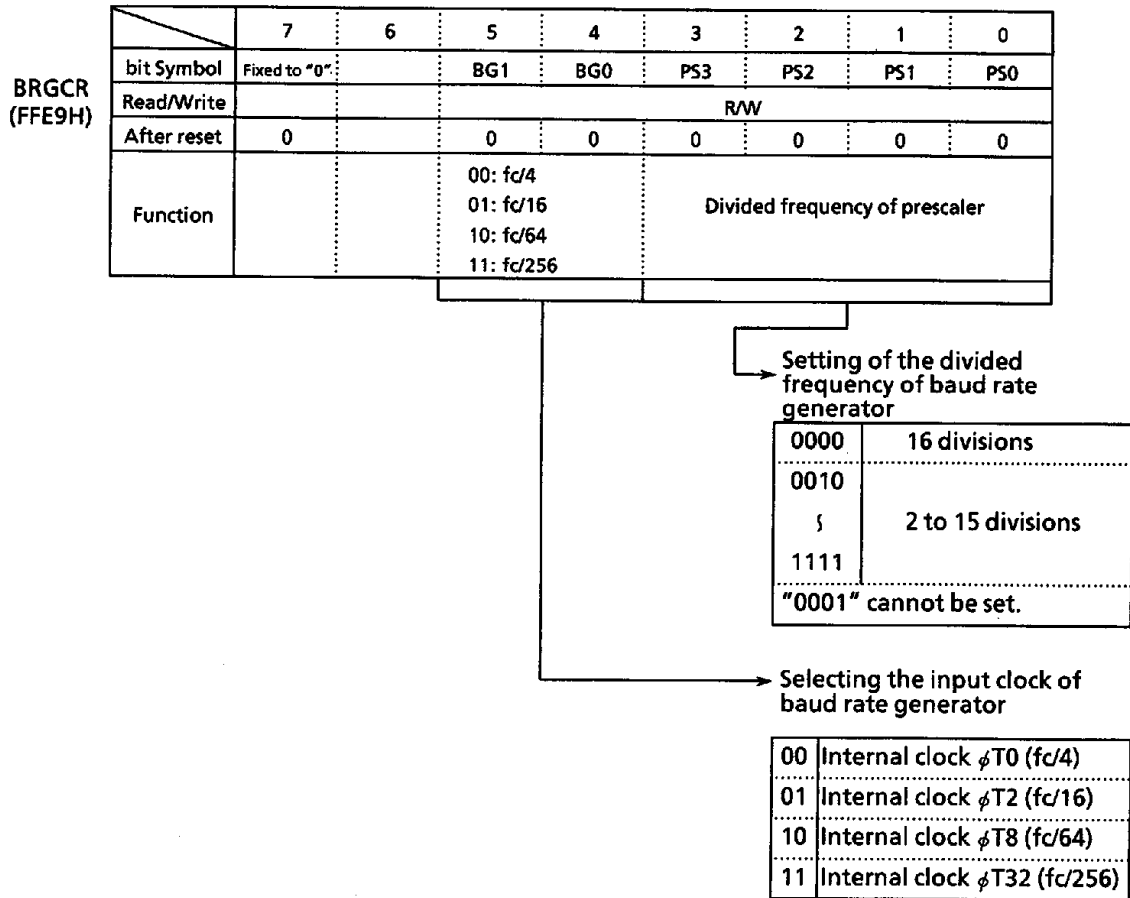 7 6 5 4 3 2 1 0
bit Symbol Fixed to "0". BG1 BG0 PS3 PS2 PS1 PS0
BRGCR
(FFE9H)
Read/Write R/W
After reset 0 0 0 0 0 0 0
Function
00: fc/4
01: fc/16
10: fc/64
11: fc/256
Divided frequency of prescaler
Setting of the divided
frequency of baud rate
generator
0000 16 divisions
0010
∫ 2 to 15 divisions
1111
"0001" cannot be set.
Selecting the input clock of
baud rate generator
00 Internal clock ϕT0 (fc/4)
01 Internal clock ϕT2 (fc/16)
10 Internal clock ϕT8 (fc/64)
11 Internal clock ϕT32 (fc/256)